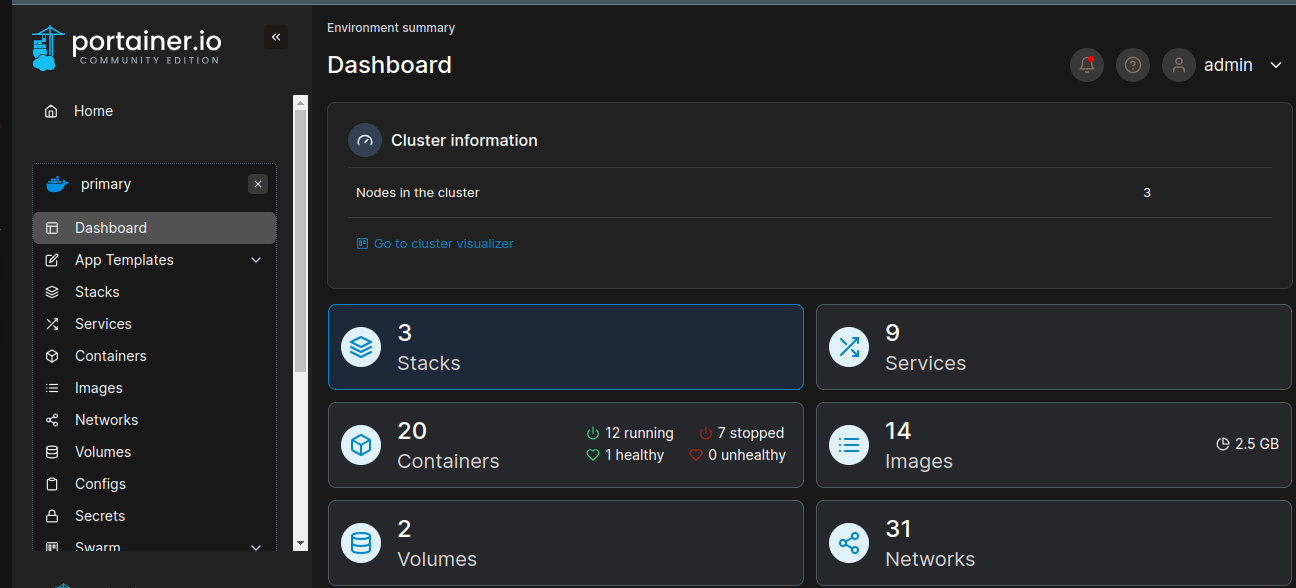 portainer.io
COMMUNITY EDITION
«
Home
primary
Dashboard
App Templates
Stacks
Services
Containers
Images
Networks
Volumes
Configs
Secrets
Swarm
Environment summary
Dashboard
admin
Cluster information
Nodes in the cluster 3
Go to cluster visualizer
3
Stacks
9
Services
20
Containers
12 running 7 stopped
1 healthy 0 unhealthy
14
Images
2.5 GB
2
Volumes
31
Networks